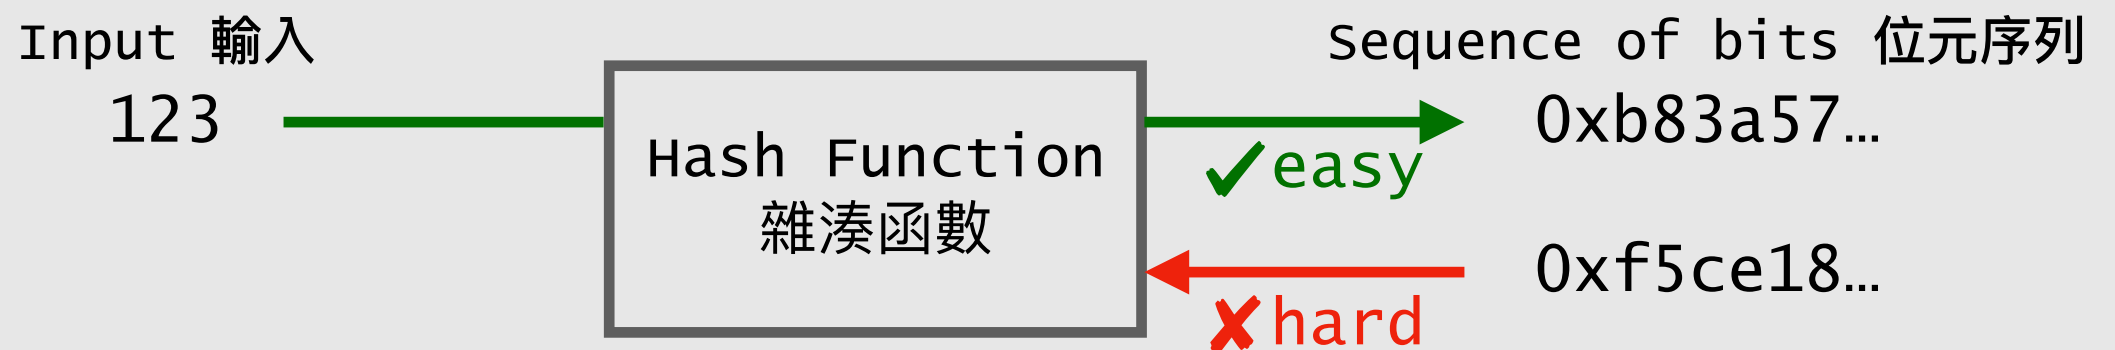 Input 輸入
Sequence of bits 位元序列
123
0xb83a57…
Hash Function
雜湊函數
✔easy
0xf5ce18…
✘hard